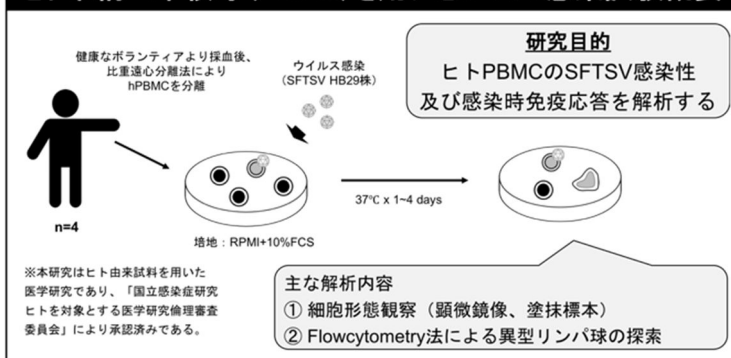 研究目的
ヒトPBMCのSFTSV感染性
及び感染時免疫応答を解析する
健康なボランティアより採血後、
比重遠心分離法により
hPBMCを分離
ウイルス感染
（SFTSV HB29株）
n=4
37℃ x 1~4 days
培地：RPMI+10%FCS
※本研究はヒト由来試料を用いた
医学研究であり、「国立感染症研究
ヒトを対象とする医学研究倫理審査
委員会」により承認済みである。
主な解析内容
① 細胞形態観察（顕微鏡像、塗抹標本）
② Flowcytometry法による異型リンパ球の探索